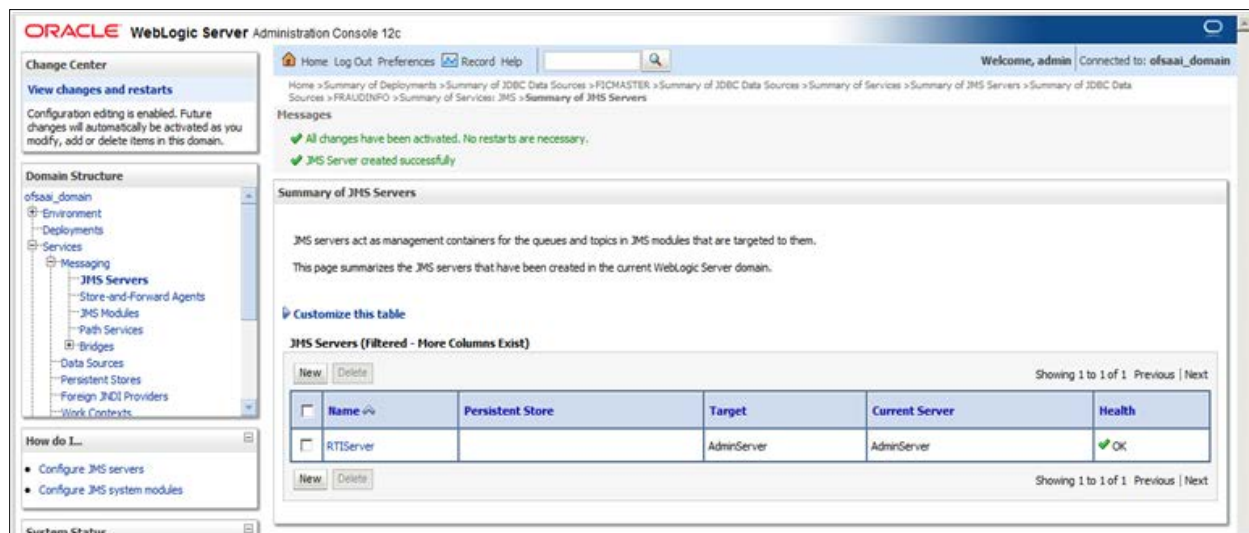 ORACLE WebLogic Server Administration Console 12c
Change Center
View changes and restarts
Configuration editing is enabled. Future
changes will automatically be activated as you
modify, add or delete items in this domain.
Domain Structure
ofsaai_domain
Environment
Deployments
Services
Messaging
JMS Servers
Store-and-Forward Agents
JMS Modules
Path Services
Bridges
Data Sources
Persistent Stores
Foreign JNDI Providers
Work Contexts
How do I...
Configure JMS servers
Configure JMS system modules
System Status
Home Log Out Preferences Record Help
Welcome, admin Connected to: ofsaai_domain
Home >Summary of Deployments >Summary of JDBC Data Sources >FICMASTER >Summary of JDBC Data Sources >Summary of Services >Summary of JMS Servers >Summary of JDBC Data
Sources >FRAUDINFO >Summary of Services: JMS >Summary of JMS Servers
Messages
All changes have been activated. No restarts are necessary.
JMS Server created successfully
Summary of JMS Servers
JMS servers act as management containers for the queues and topics in JMS modules that are targeted to them.
This page summarizes the JMS servers that have been created in the current WebLogic Server domain.
Customize this table
JMS Servers (Filtered - More Columns Exist)
New Delete Showing 1 to 1 of 1 Previous | Next
Name Persistent Store Target Current Server Health
RTIServer AdminServer AdminServer OK
New Delete Showing 1 to 1 of 1 Previous | Next